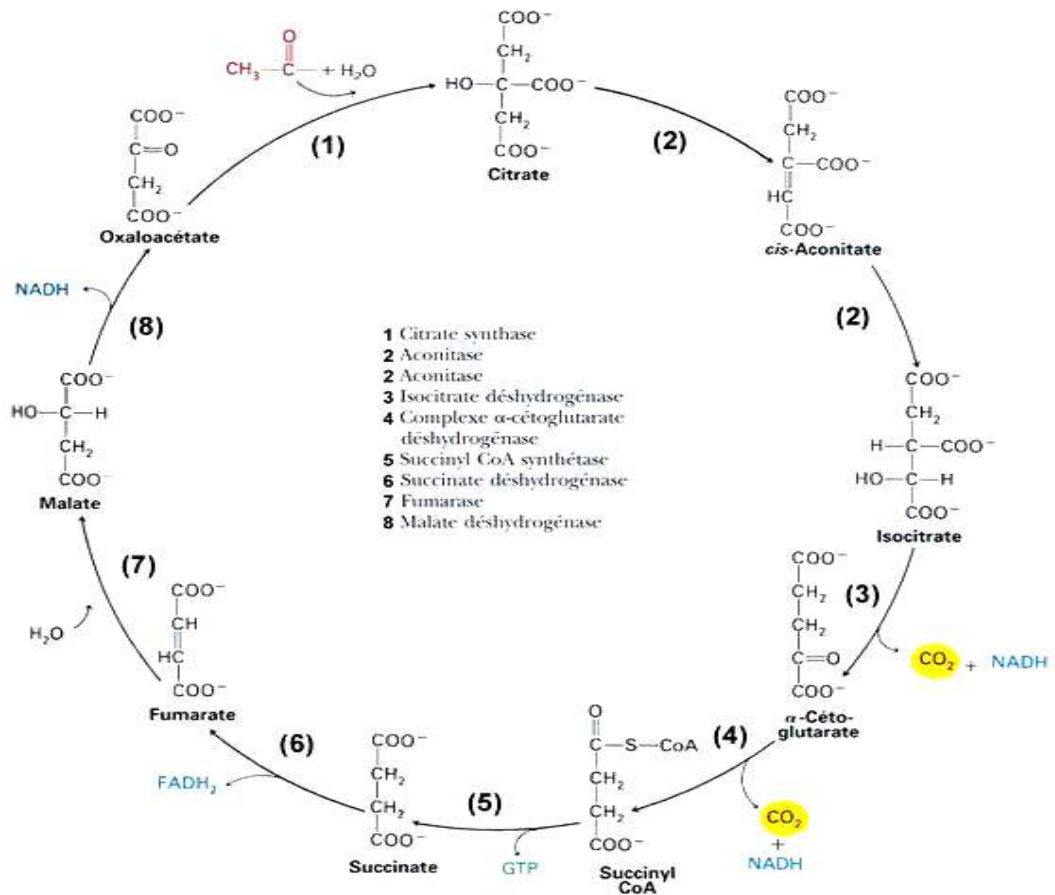 COO⁻
CH₂
HO—C—COO⁻
CH₂
COO⁻
Citrate
O
CH₃—C— + H₂O
(1)
(2)
COO⁻
CH₂
C—COO⁻
HC
COO⁻
cis-Aconitate
COO⁻
C=O
CH₂
COO⁻
Oxaloacétate
NADH
(8)
(2)
1 Citrate synthase
2 Aconitase
2 Aconitase
3 Isocitrate déshydrogénase
4 Complexe α-cétoglutarate
déshydrogénase
5 Succinyl CoA synthétase
6 Succinate déshydrogénase
7 Fumarase
8 Malate déshydrogénase
COO⁻
HO—C—H
CH₂
COO⁻
Malate
COO⁻
CH₂
H—C—COO⁻
HO—C—H
COO⁻
Isocitrate
(7)
H₂O
COO⁻
CH
HC
COO⁻
Fumarate
(3)
CO₂ + NADH
COO⁻
CH₂
CH₂
C=O
COO⁻
α-Céto-
glutarate
(6)
FADH₂
COO⁻
CH₂
CH₂
COO⁻
Succinate
(5)
GTP
O
C—S—CoA
CH₂
CH₂
COO⁻
Succinyl
CoA
(4)
CO₂
+
NADH